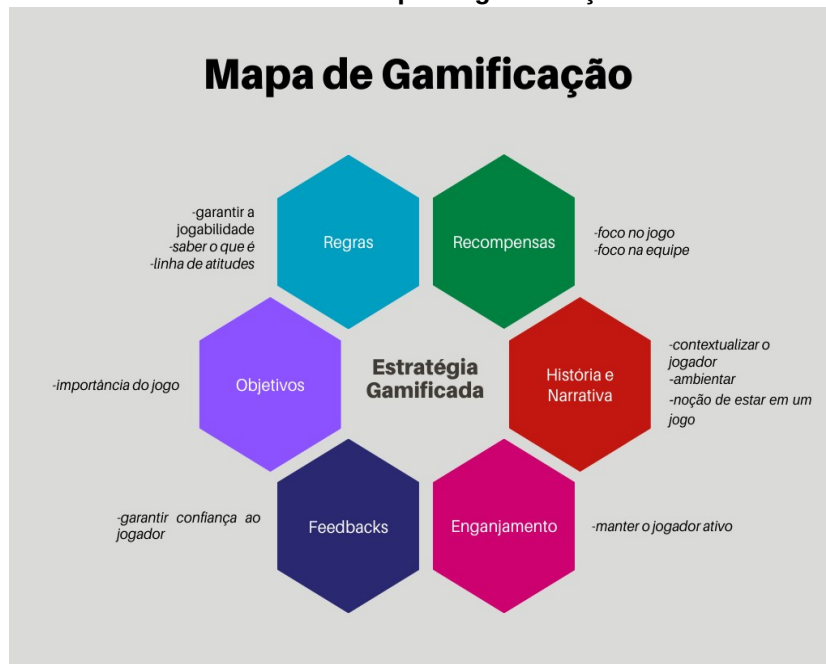 Mapa de Gamificação
-garantir a
jogabilidade
-saber o que é
-linha de atitudes
Regras
Recompensas
-foco no jogo
-foco na equipe
-importância do jogo
Objetivos
Estratégia
Gamificada
História e
Narrativa
-contextualizar o
jogador
-ambientar
-noção de estar em um
jogo
-garantir confiança ao
jogador
Feedbacks
Enganjamento
-manter o jogador ativo